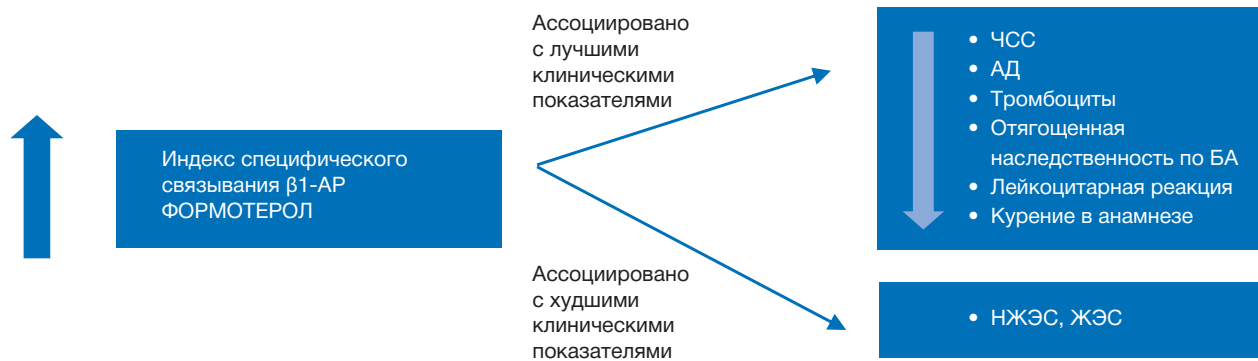 Ассоциировано
с лучшими
клиническими
показателями
Индекс специфического
связывания β1-АР
ФОРМОТЕРОЛ
• ЧСС
• АД
• Тромбоциты
• Отягощенная
наследственность по БА
• Лейкоцитарная реакция
• Курение в анамнезе
Ассоциировано
с худшими
клиническими
показателями
• НЖЭС, ЖЭС